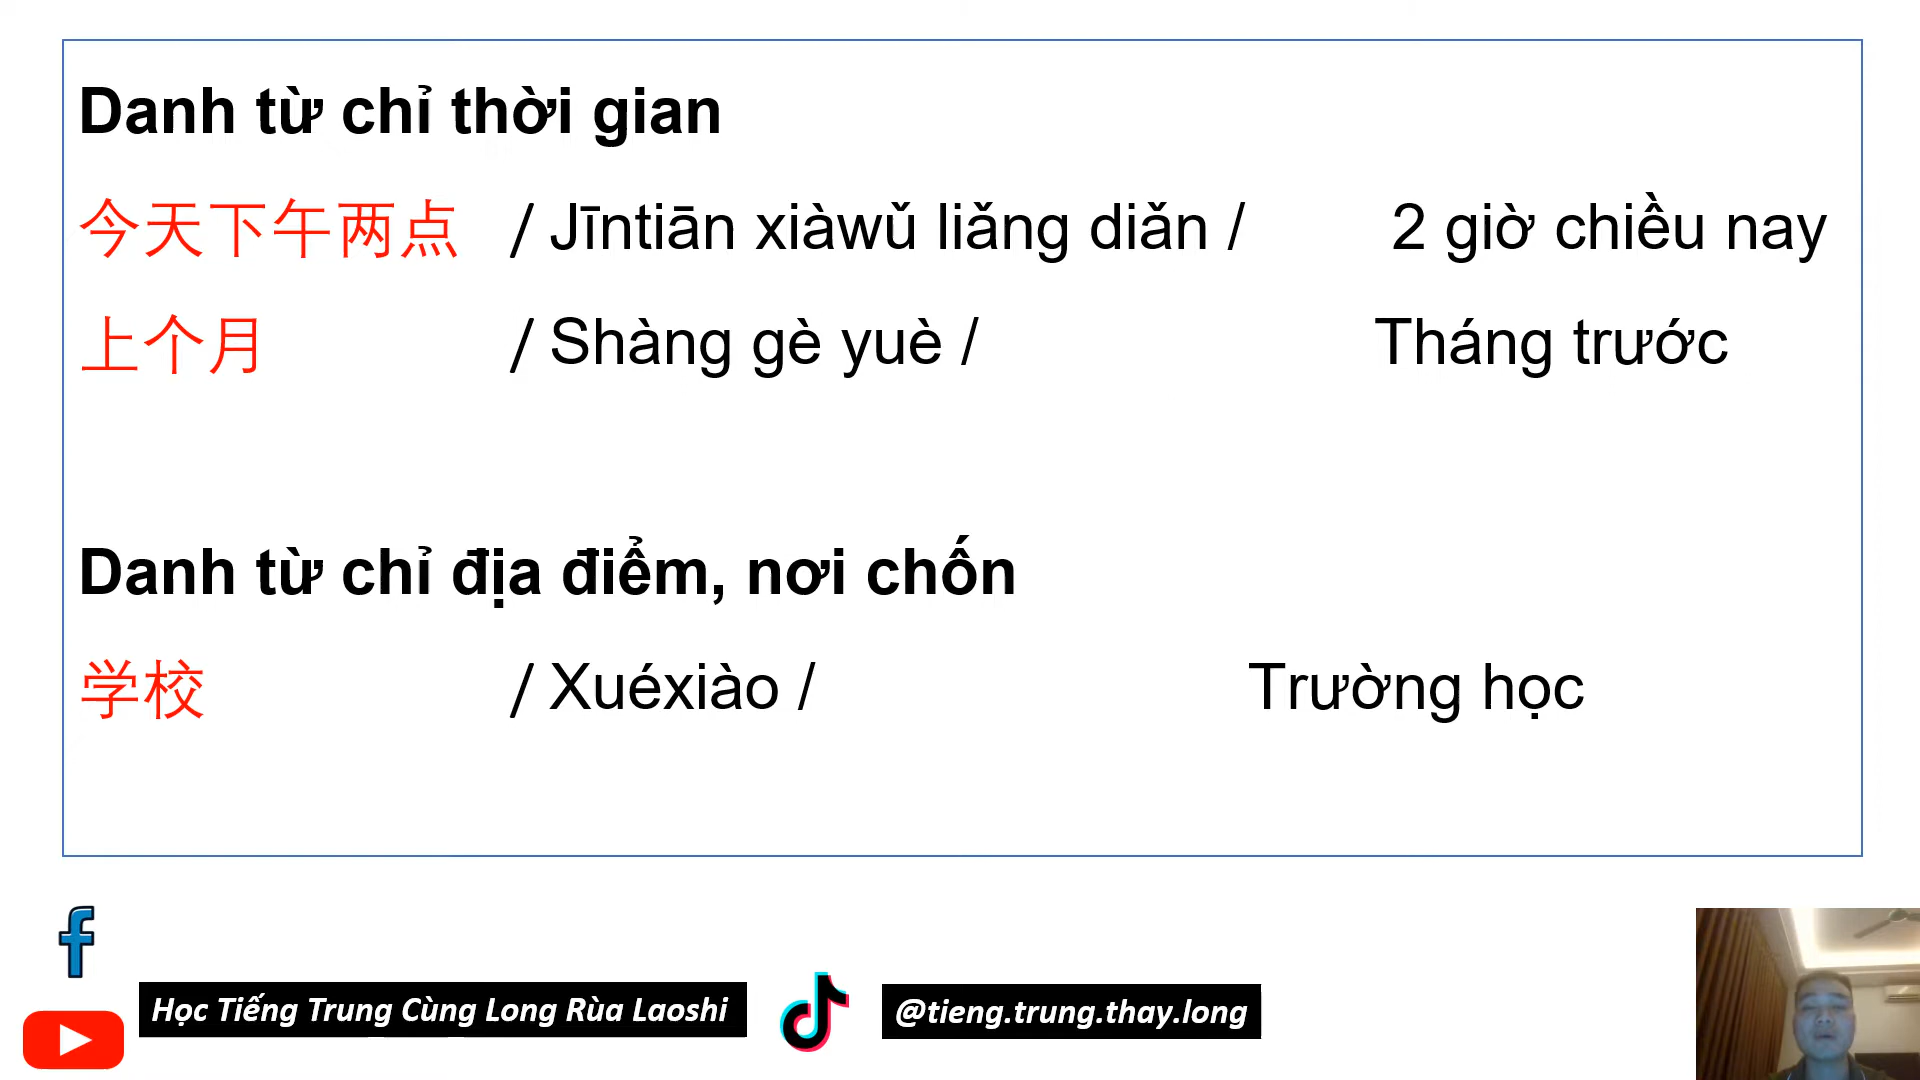 Danh từ chỉ thời gian
今天下午两点 / Jīntiān xiàwǔ liǎng diǎn / 2 giờ chiều nay
上个月 / Shàng gè yuè / Tháng trước
Danh từ chỉ địa điểm, nơi chốn
学校 / Xuéxiào / Trường học
Học Tiếng Trung Cùng Long Rùa Laoshi
@tieng.trung.thay.long